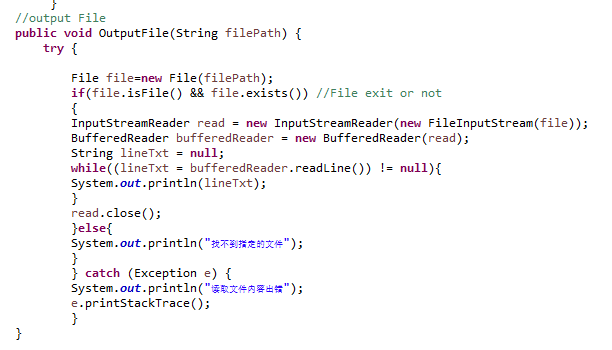 }
//output File
public void OutputFile(String filePath) {
try {
File file=new File(filePath);
if(file.isFile() && file.exists()) //File exit or not
{
InputStreamReader read = new InputStreamReader(new FileInputStream(file));
BufferedReader bufferedReader = new BufferedReader(read);
String lineTxt = null;
while((lineTxt = bufferedReader.readLine()) != null){
System.out.println(lineTxt);
}
read.close();
}else{
System.out.println("找不到指定的文件");
}
} catch (Exception e) {
System.out.println("读取文件内容出错");
e.printStackTrace();
}
}